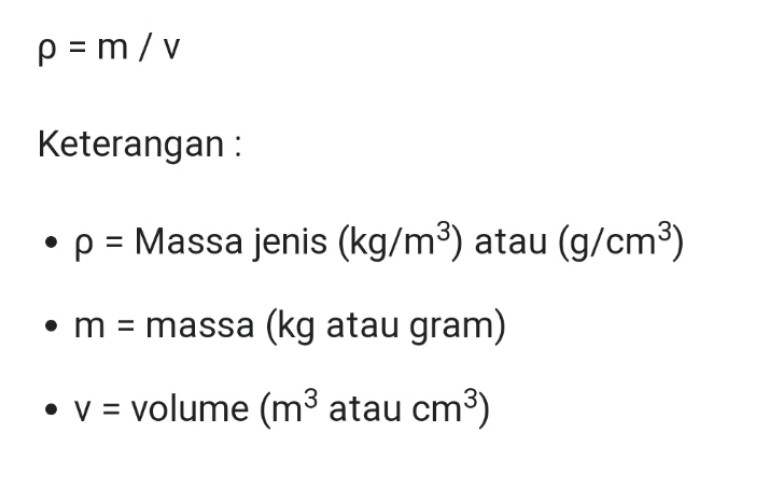 ρ = m / v
Keterangan :
• ρ = Massa jenis (kg/m³) atau (g/cm³)
• m = massa (kg atau gram)
• v = volume (m³ atau cm³)